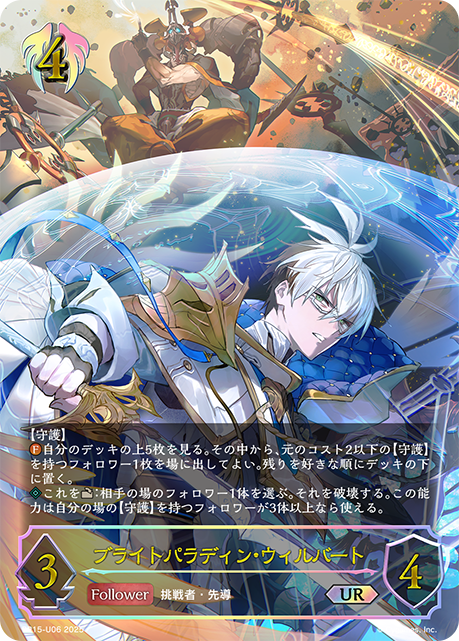 4
【守護】
自分のデッキの上5枚を見る。その中から、元のコスト2以下の【守護】
を持つフォロワー1枚を場に出してよい。残りを好きな順にデッキの下
に置く。
これを:相手の場のフォロワー1体を選ぶ。それを破壊する。この能
力は自分の場の【守護】を持つフォロワーが3体以上なら使える。
ブライトパラディン・ウィルバート
3
Follower 挑戦者・先導 UR
4
15-U06 2025
es, Inc.